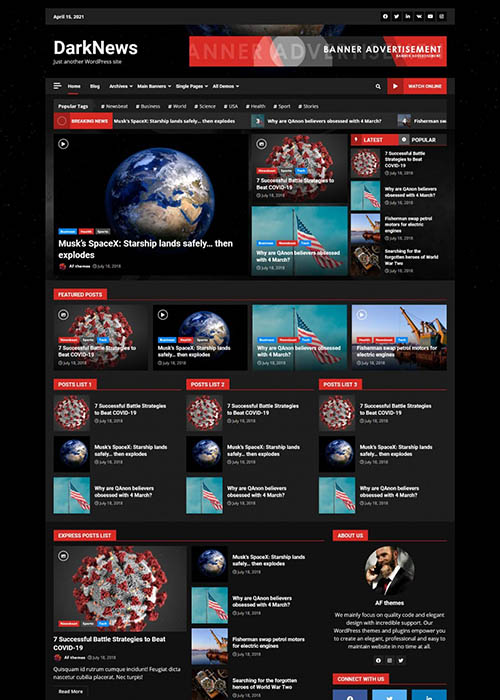 April 15, 2021
DarkNews
Just another WordPress site
BANNER ADVERTISEMENT
BANNER ADVERTISEMENT
Home Blog Archives Main Banners Single Pages All Demos WATCH ONLINE
Popular Tags # Newsbeat # Business # World # Science # USA # Health # Sport # Stories
BREAKING NEWS Musk's SpaceX: Starship lands safely… then explodes 3 Why are QAnon believers obsessed with 4 March? 4 Fisherman sw
Business Health Sports
Musk's SpaceX: Starship lands safely… then
explodes
AF themes July 18, 2018
Newsbeat Sports Tech
7 Successful Battle Strategies to
Beat COVID-19
July 18, 2018
Business Newsbeat Tech
Why are QAnon believers obsessed
with 4 March?
July 18, 2018
LATEST POPULAR
7 Successful Battle
Strategies to Beat
COVID-19
July 18, 2018
Why are QAnon believers
obsessed with 4 March?
July 18, 2018
Fisherman swap petrol
motors for electric
engines
July 18, 2018
Searching for the
forgotten heroes of World
War Two
July 18, 2018
FEATURED POSTS
Newsbeat Sports Tech
7 Successful Battle Strategies to
Beat COVID-19
July 18, 2018
Business Health Sports
Musk's SpaceX: Starship lands
safely… then explodes
July 18, 2018
Business Newsbeat Tech
Why are QAnon believers obsessed
with 4 March?
July 18, 2018
Health Newsbeat Tech
Fisherman swap petrol motors for
electric engines
July 18, 2018
POSTS LIST 1
7 Successful Battle Strategies
to Beat COVID-19
July 18, 2018
Musk's SpaceX: Starship lands
safely… then explodes
July 18, 2018
Why are QAnon believers
obsessed with 4 March?
July 18, 2018
POSTS LIST 2
7 Successful Battle Strategies
to Beat COVID-19
July 18, 2018
Musk's SpaceX: Starship lands
safely… then explodes
July 18, 2018
Why are QAnon believers
obsessed with 4 March?
July 18, 2018
POSTS LIST 3
7 Successful Battle Strategies
to Beat COVID-19
July 18, 2018
Musk's SpaceX: Starship lands
safely… then explodes
July 18, 2018
Why are QAnon believers
obsessed with 4 March?
July 18, 2018
EXPRESS POSTS LIST
Newsbeat Sports Tech
7 Successful Battle Strategies to Beat
COVID-19
AF themes July 18, 2018
Quisquam id rutrum cumque incidunt! Feugiat dicta
nascetur cubilia placerat, Nec turpis!
Read More
Musk's SpaceX: Starship lands
safely… then explodes
July 18, 2018
Why are QAnon believers
obsessed with 4 March?
July 18, 2018
Fisherman swap petrol motors
for electric engines
July 18, 2018
Searching for the forgotten
heroes of World War Two
July 18, 2018
ABOUT US
AF themes
We mainly focus on quality code and elegant
design with incredible support. Our
WordPress themes and plugins empower you
to create an elegant, professional and easy to
maintain website in no time at all.
CONNECT WITH US